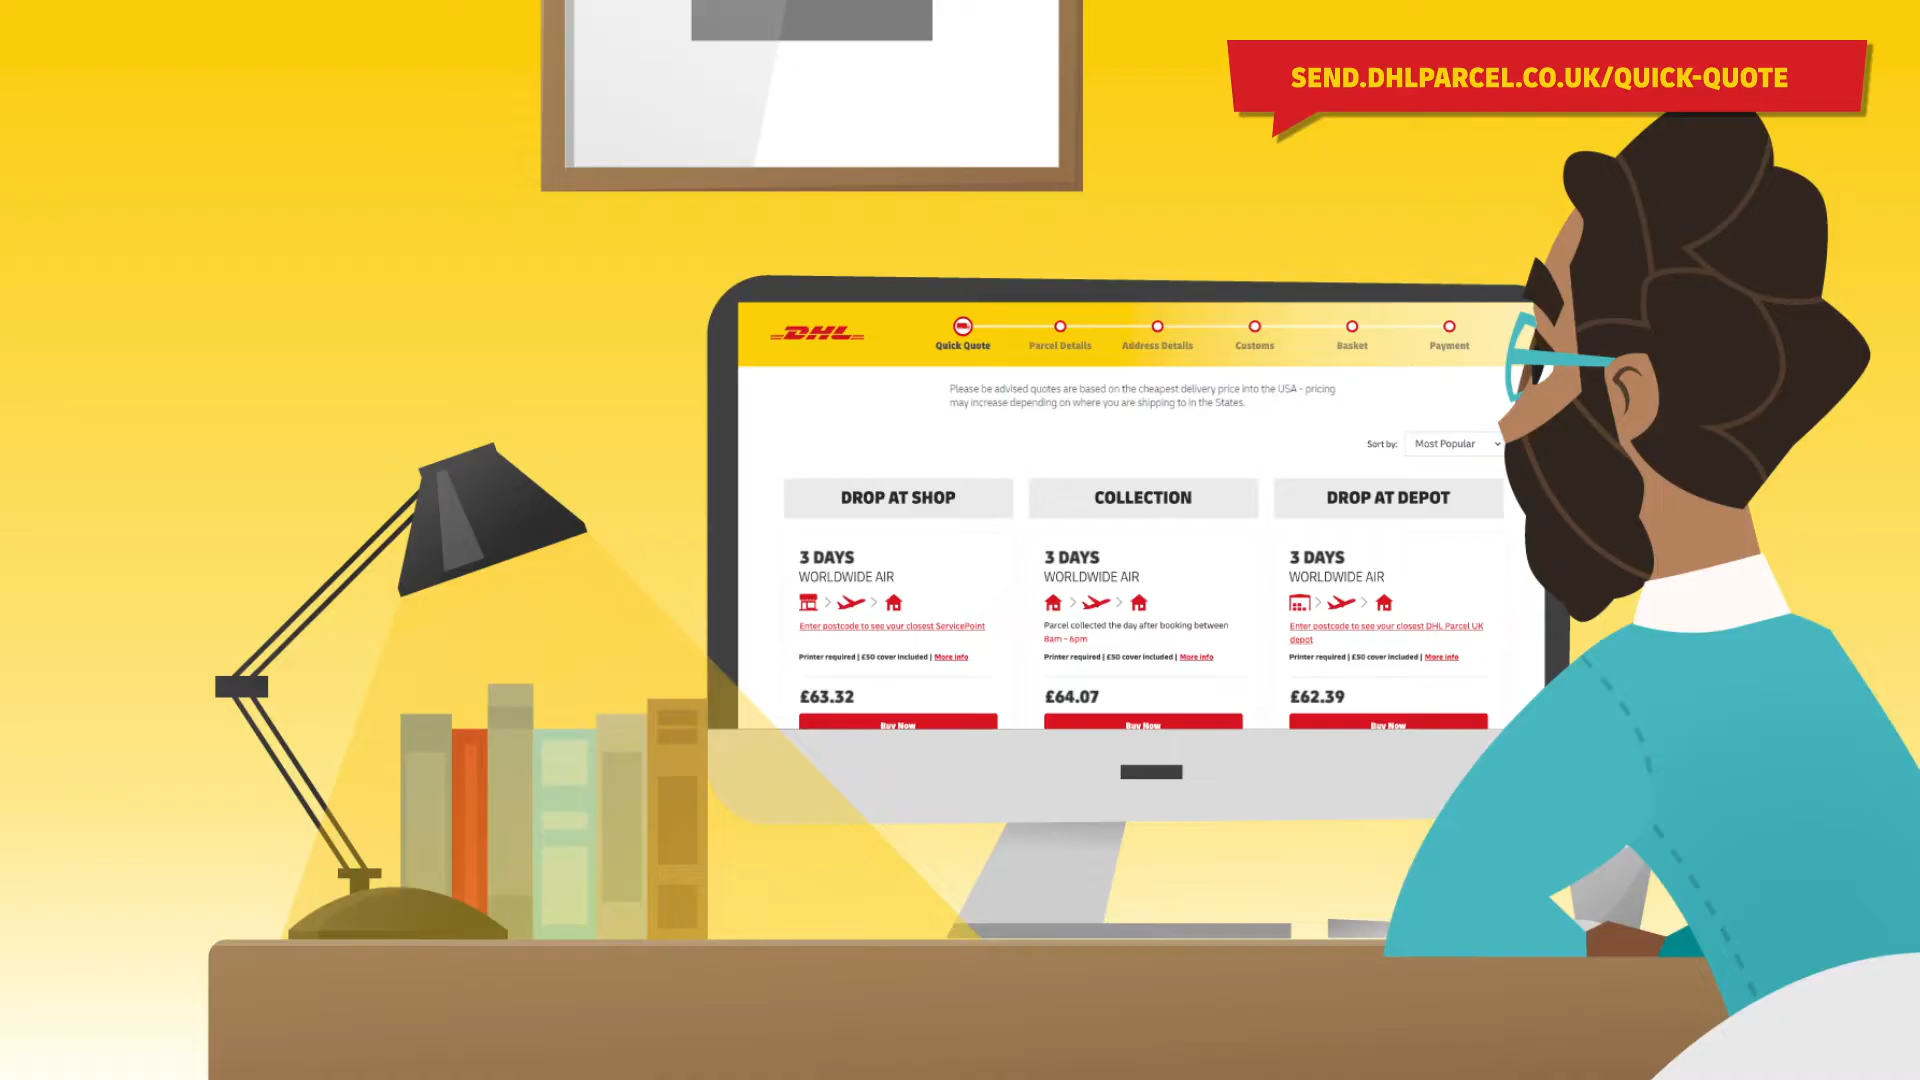 SEND.DHLPARCEL.CO.UK/QUICK-QUOTE
DHL
Quick Quote
Parcel Details
Address Details
Customs
Basket
Payment
Please be advised quotes are based on the cheapest delivery price into the USA - pricing
may increase depending on where you are shipping to in the States.
Sort by: Most Popular
DROP AT SHOP
3 DAYS
WORLDWIDE AIR
Enter postcode to see your closest ServicePoint
Printer required | £50 cover included | More info
£63.32
Buy Now
COLLECTION
3 DAYS
WORLDWIDE AIR
Parcel collected the day after booking between
8am - 6pm
Printer required | £50 cover included | More info
£64.07
Buy Now
DROP AT DEPOT
3 DAYS
WORLDWIDE AIR
Enter postcode to see your closest DHL Parcel UK
depot
Printer required | £50 cover included | More info
£62.39
Buy Now